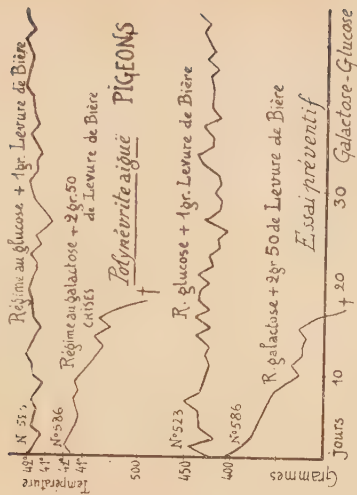 Régime au glucose + 1gr. Levure de Bière
42°
41°
Température
N°586
42°
41°
Régime au galactose + 2gr.50
de Levure de Bière
CRISES
Polynévrite aiguë
PIGEONS
500
N°523
R. glucose + 1gr. Levure de Bière
450
N°586
400
R. galactose + 2gr 50 de Levure de Bière
Essai préventif
Grammes
jours
10
20
30
Galactose-Glucose